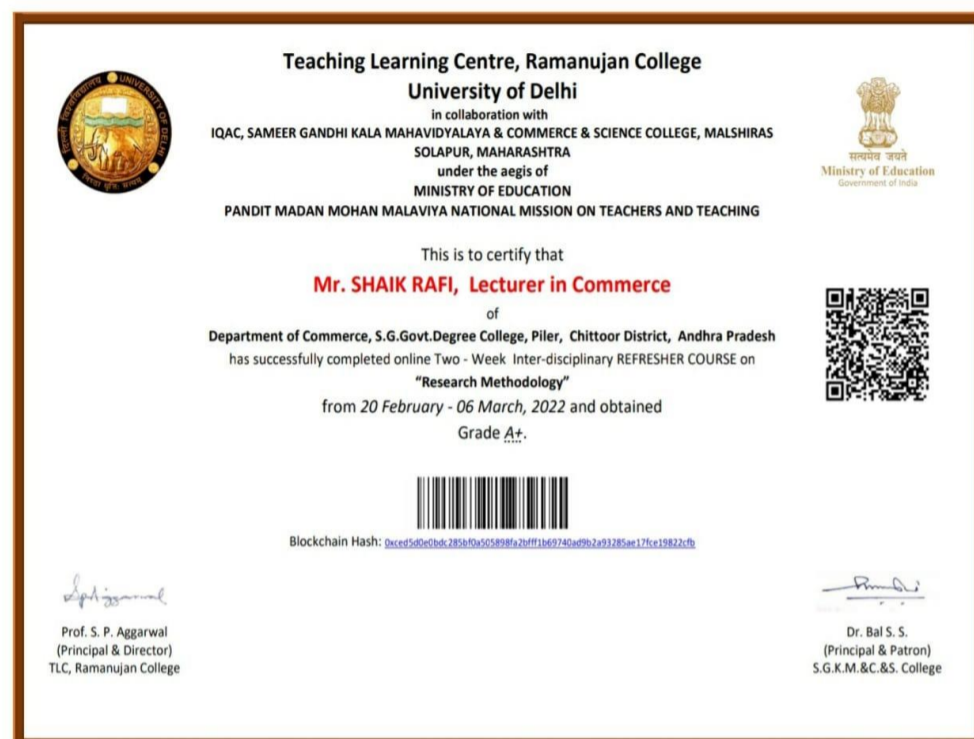 Teaching Learning Centre, Ramanujan College
University of Delhi
in collaboration with
IQAC, SAMEER GANDHI KALA MAHAVIDYALAYA & COMMERCE & SCIENCE COLLEGE, MALSHIRAS
SOLAPUR, MAHARASHTRA
under the aegis of
MINISTRY OF EDUCATION
PANDIT MADAN MOHAN MALAVIYA NATIONAL MISSION ON TEACHERS AND TEACHING
UNIVERSITY OF DELHI
सत्यमेव जयते
Ministry of Education
Government of India
This is to certify that
Mr. SHAIK RAFI, Lecturer in Commerce
of
Department of Commerce, S.G.Govt.Degree College, Piler, Chittoor District, Andhra Pradesh
has successfully completed online Two - Week Inter-disciplinary REFRESHER COURSE on
“Research Methodology”
from 20 February - 06 March, 2022 and obtained
Grade A+.
Blockchain Hash: 0xced5d0e0bdc285bf0a505898fa2bfff1b69740ad9b2a93285ae17fce19822cfb
Prof. S. P. Aggarwal
(Principal & Director)
TLC, Ramanujan College
Dr. Bal S. S.
(Principal & Patron)
S.G.K.M.&C.&S. College